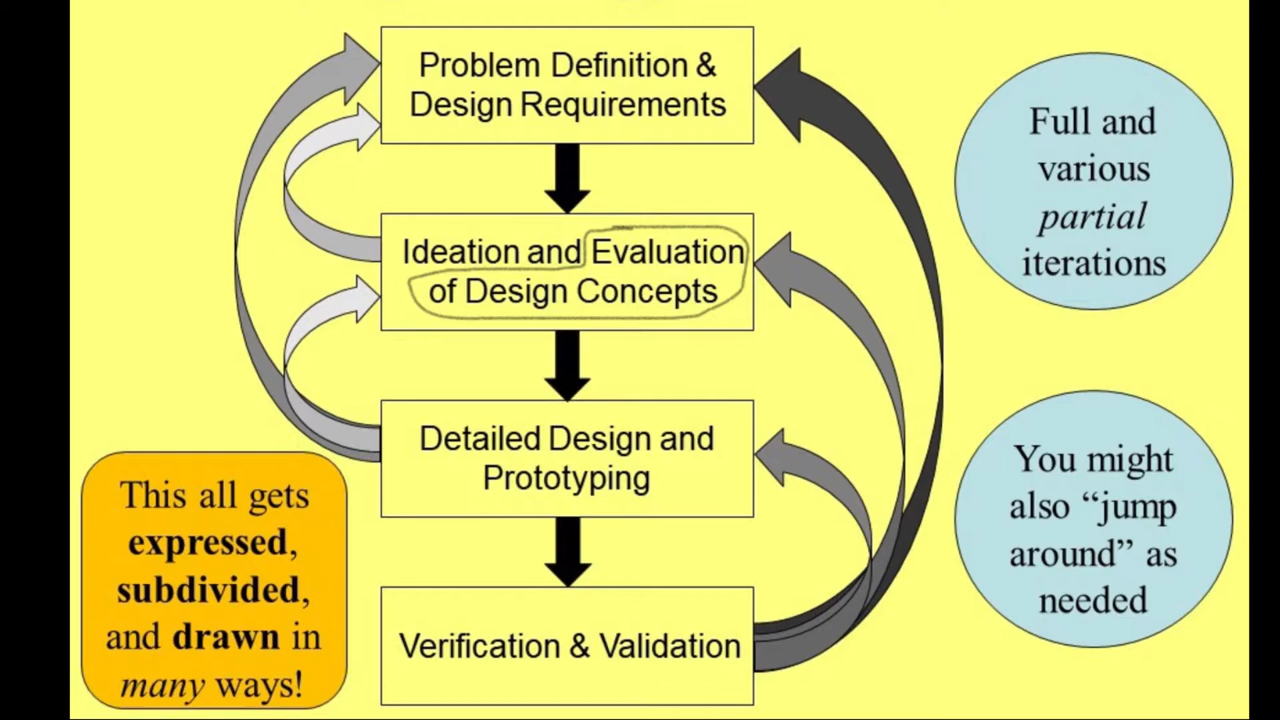 Problem Definition &
Design Requirements
Ideation and Evaluation
of Design Concepts
Detailed Design and
Prototyping
Verification & Validation
Full and
various
partial
iterations
You might
also “jump
around” as
needed
This all gets
expressed,
subdivided,
and drawn in
many ways!